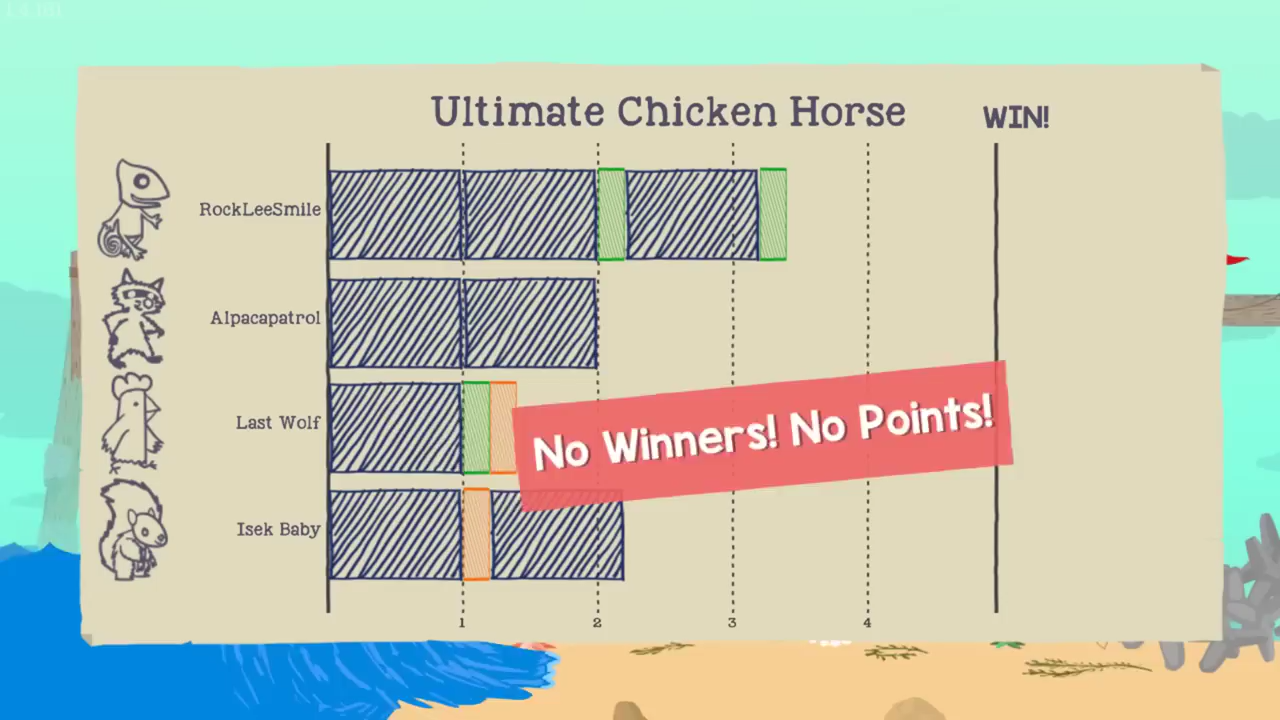 Ultimate Chicken Horse
WIN!
RockLeeSmile
Alpacapatrol
Last Wolf
No Winners! No Points!
Isek Baby
1 2 3 4